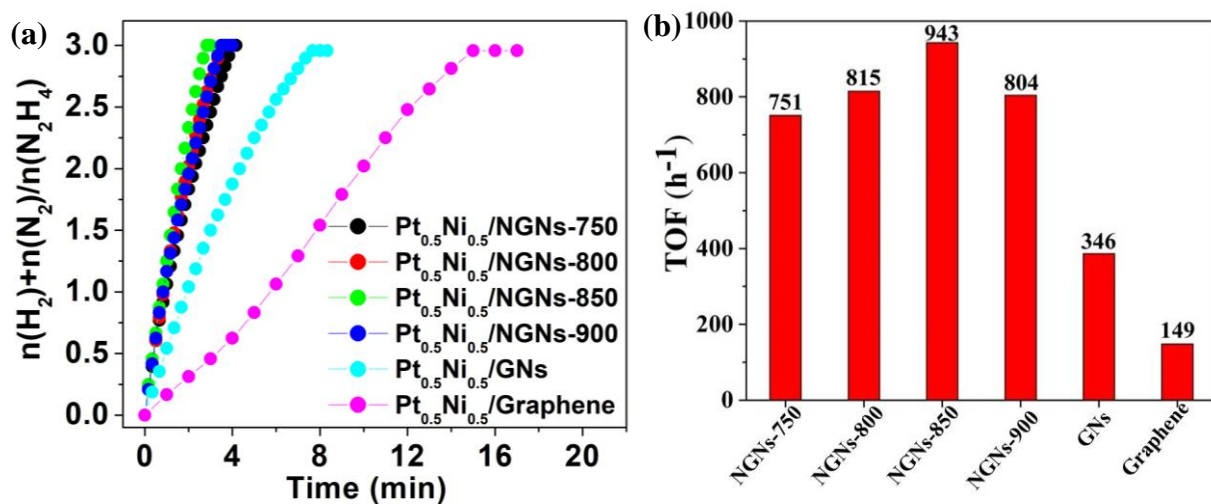 (a)
n(H2)+n(N2)/n(N2H4)
3.0
2.5
2.0
1.5
1.0
0.5
0.0
Pt0.5Ni0.5/NGNs-750
Pt0.5Ni0.5/NGNs-800
Pt0.5Ni0.5/NGNs-850
Pt0.5Ni0.5/NGNs-900
Pt0.5Ni0.5/GNs
Pt0.5Ni0.5/Graphene
0 4 8 12 16 20
Time (min)
(b)
TOF (h-1)
1000
800
600
400
200
0
751
815
943
804
346
149
NGNs-750
NGNs-800
NGNs-850
NGNs-900
GNs
Graphene